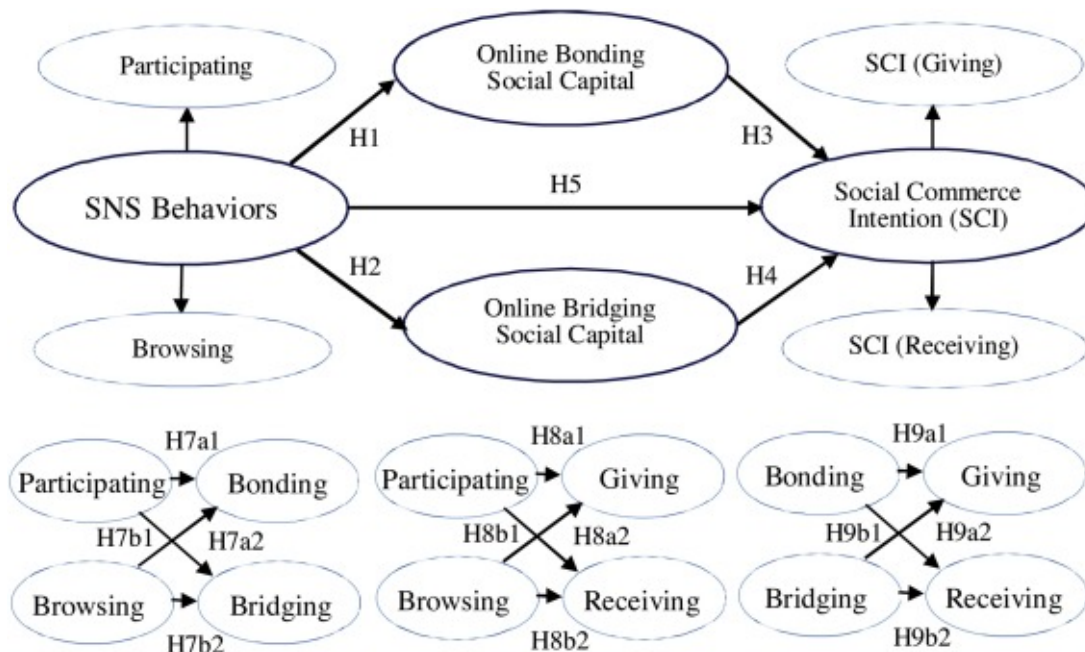 Participating
Online Bonding
Social Capital
SCI (Giving)
H1
H3
SNS Behaviors
H5
Social Commerce
Intention (SCI)
H2
H4
Browsing
Online Bridging
Social Capital
SCI (Receiving)
H7a1
Participating
Bonding
H7b1
H7a2
Browsing
Bridging
H7b2
H8a1
Participating
Giving
H8b1
H8a2
Browsing
Receiving
H8b2
H9a1
Bonding
Giving
H9b1
H9a2
Bridging
Receiving
H9b2